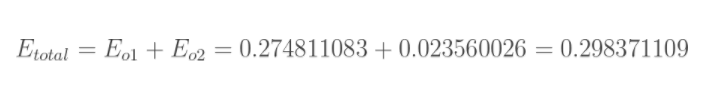 E_{total} = E_{o1} + E_{o2} = 0.274811083 + 0.023560026 = 0.298371109